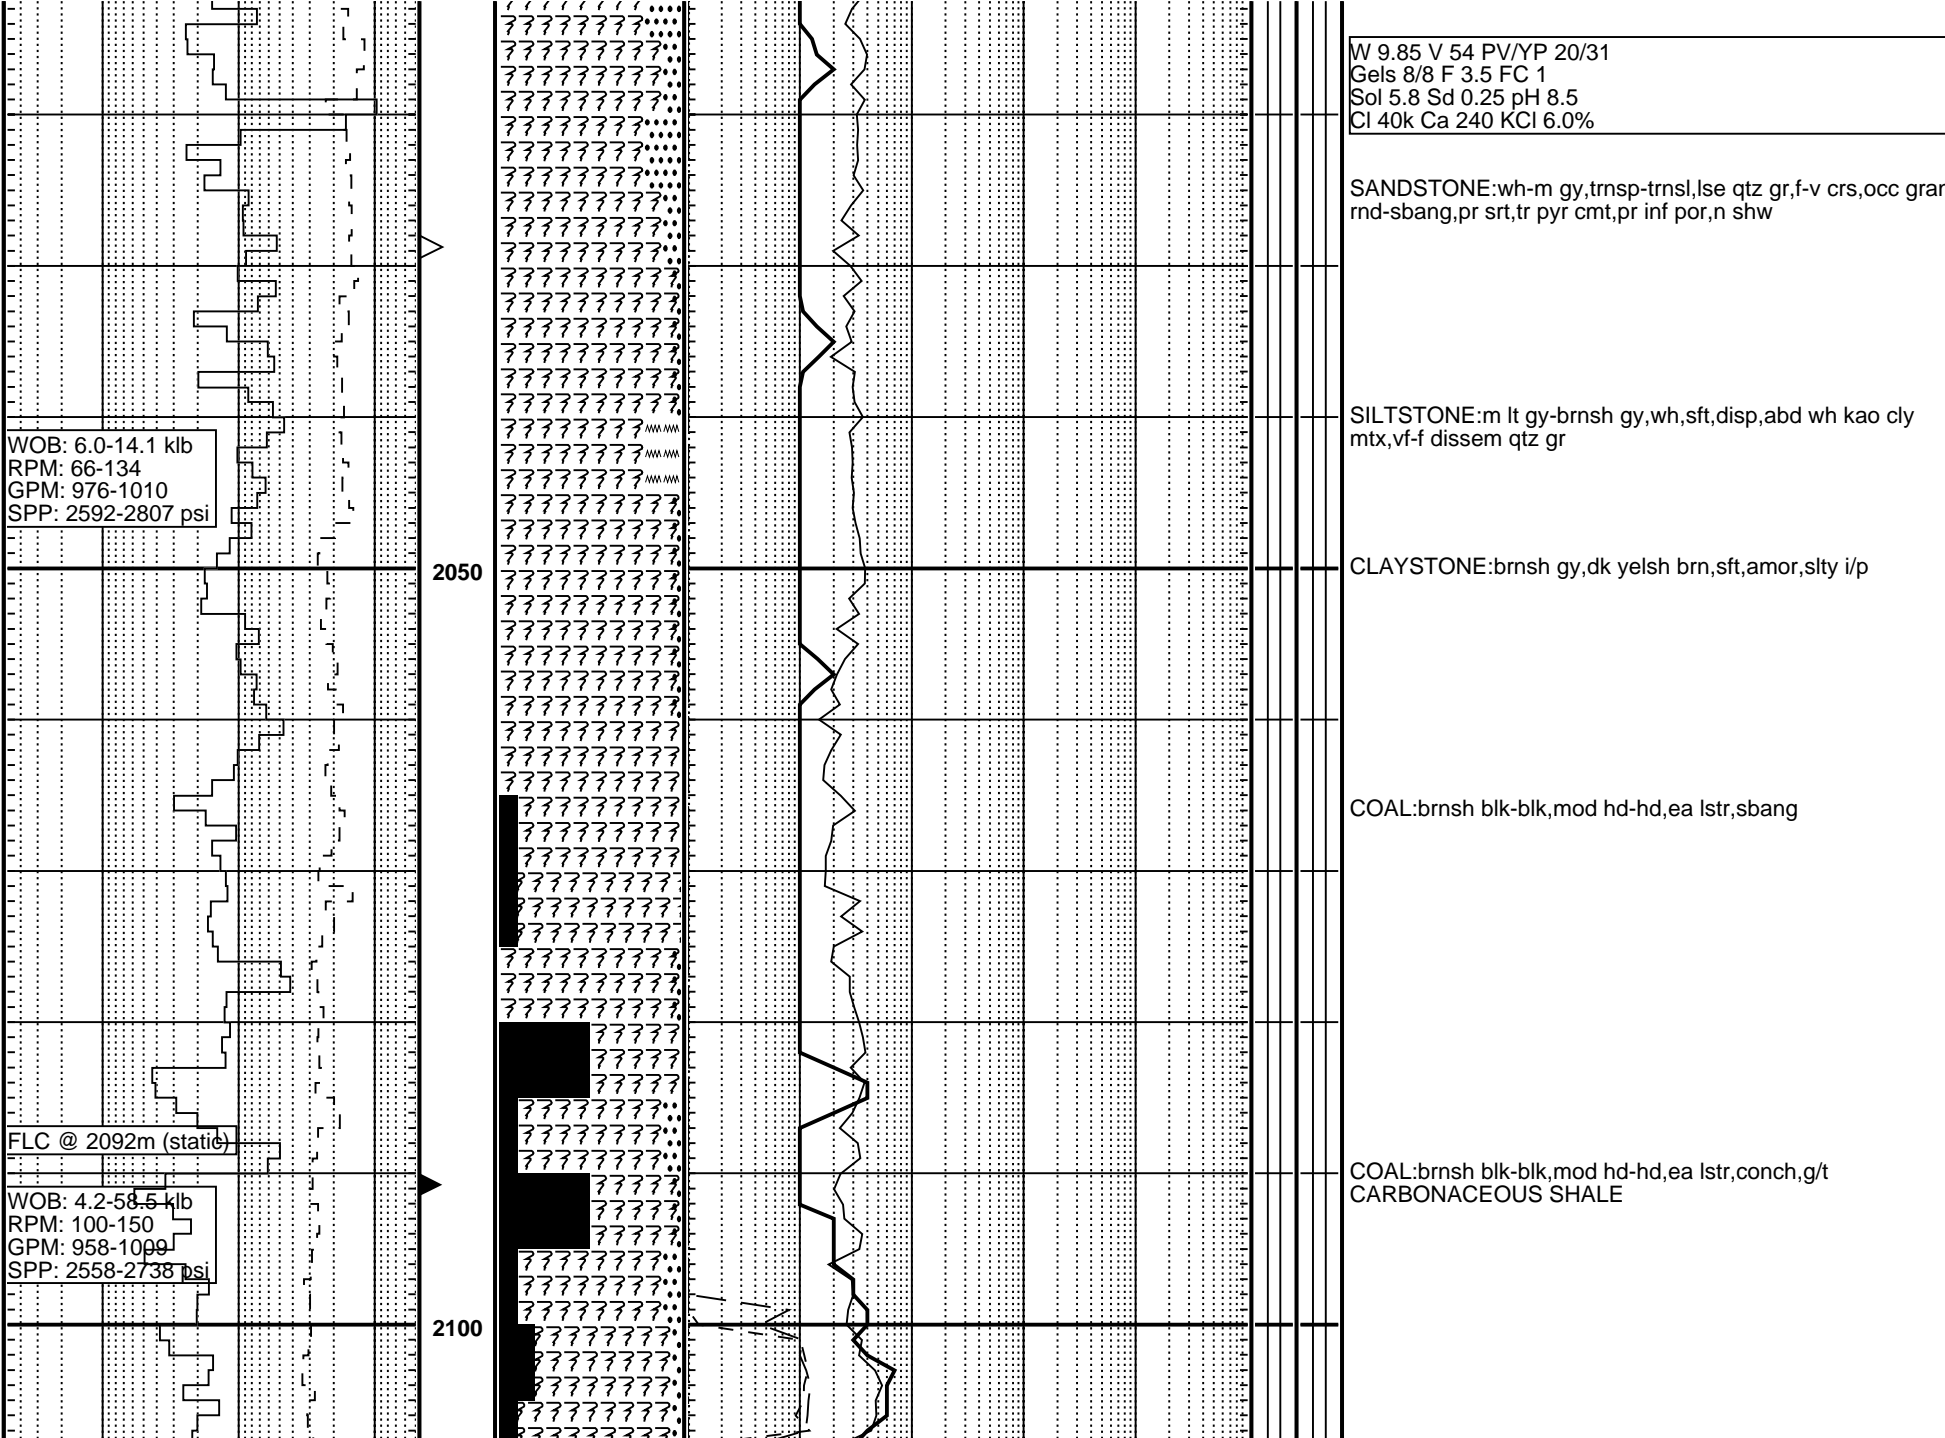 W 9.85 V 54 PV/YP 20/31
Gels 8/8 F 3.5 FC 1
Sol 5.8 Sd 0.25 pH 8.5
Cl 40k Ca 240 KCl 6.0%
SANDSTONE:wh-m gy,trnsp-trnsl,lse qtz gr,f-v crs,occ gran
rnd-sbang,pr srt,tr pyr cmt,pr inf por,n shw
SILTSTONE:m lt gy-brnsh gy,wh,sft,disp,abd wh kao cly
mtx,vf-f dissem qtz gr
WOB: 6.0-14.1 klb
RPM: 66-134
GPM: 976-1010
SPP: 2592-2807 psi
2050
CLAYSTONE:brnsh gy,dk yelsh brn,sft,amor,slty i/p
COAL:brnsh blk-blk,mod hd-hd,ea lstr,sbang
FLC @ 2092m (static)
COAL:brnsh blk-blk,mod hd-hd,ea lstr,conch,g/t
CARBONACEOUS SHALE
WOB: 4.2-58.5 klb
RPM: 100-150
GPM: 958-1009
SPP: 2558-2738 psi
2100